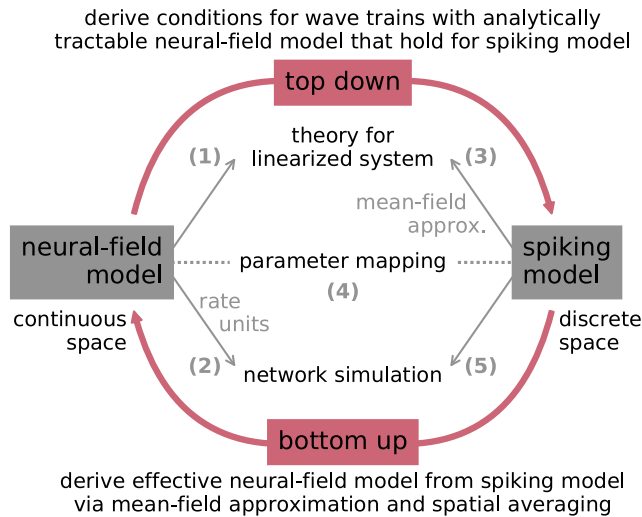 derive conditions for wave trains with analytically
tractable neural-field model that hold for spiking model
top down
theory for
linearized system
(1)
(3)
mean-field
approx.
neural-field
model
parameter mapping
spiking
model
(4)
continuous
space
rate
units
discrete
space
(2)
network simulation
(5)
bottom up
derive effective neural-field model from spiking model
via mean-field approximation and spatial averaging